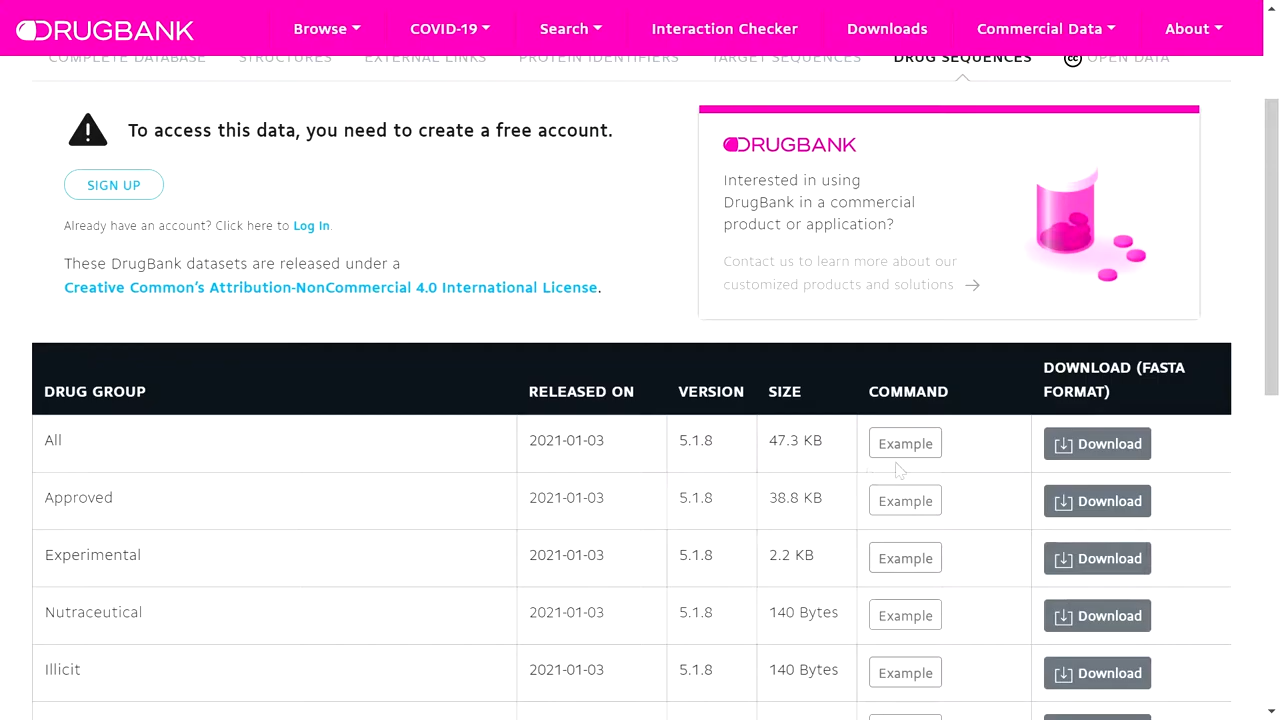 DRUGBANK Browse COVID-19 Search Interaction Checker Downloads Commercial Data About
COMPLETE DATABASE STRUCTURES EXTERNAL LINKS PROTEIN IDENTIFIERS TARGET SEQUENCES DRUG SEQUENCES cc OPEN DATA
To access this data, you need to create a free account.
SIGN UP
Already have an account? Click here to Log In.
These DrugBank datasets are released under a
Creative Common's Attribution-NonCommercial 4.0 International License.
DRUGBANK
Interested in using
DrugBank in a commercial
product or application?
Contact us to learn more about our
customized products and solutions →
DRUG GROUP RELEASED ON VERSION SIZE COMMAND DOWNLOAD (FASTA
FORMAT)
All 2021-01-03 5.1.8 47.3 KB Example Download
Approved 2021-01-03 5.1.8 38.8 KB Example Download
Experimental 2021-01-03 5.1.8 2.2 KB Example Download
Nutraceutical 2021-01-03 5.1.8 140 Bytes Example Download
Illicit 2021-01-03 5.1.8 140 Bytes Example Download